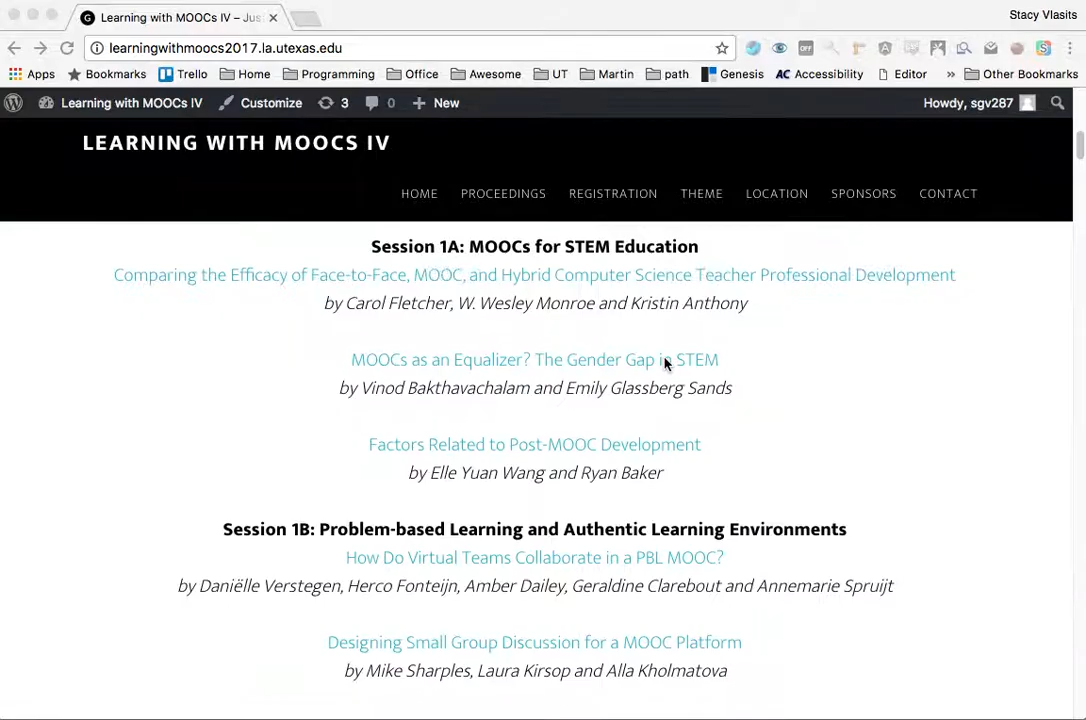 Learning with MOOCs IV – Jus
Stacy Vlasits
learningwithmoocs2017.la.utexas.edu
OFF
Apps
Bookmarks
Trello
Home
Programming
Office
Awesome
UT
Martin
path
Genesis
AC Accessibility
Editor
»
Other Bookmarks
Learning with MOOCs IV
Customize
3
0
New
Howdy, sgv287
LEARNING WITH MOOCS IV
HOME
PROCEEDINGS
REGISTRATION
THEME
LOCATION
SPONSORS
CONTACT
Session 1A: MOOCs for STEM Education
Comparing the Efficacy of Face-to-Face, MOOC, and Hybrid Computer Science Teacher Professional Development
by Carol Fletcher, W. Wesley Monroe and Kristin Anthony
MOOCs as an Equalizer? The Gender Gap in STEM
by Vinod Bakthavachalam and Emily Glassberg Sands
Factors Related to Post-MOOC Development
by Elle Yuan Wang and Ryan Baker
Session 1B: Problem-based Learning and Authentic Learning Environments
How Do Virtual Teams Collaborate in a PBL MOOC?
by Daniëlle Verstegen, Herco Fonteijn, Amber Dailey, Geraldine Clarebout and Annemarie Spruijt
Designing Small Group Discussion for a MOOC Platform
by Mike Sharples, Laura Kirsop and Alla Kholmatova